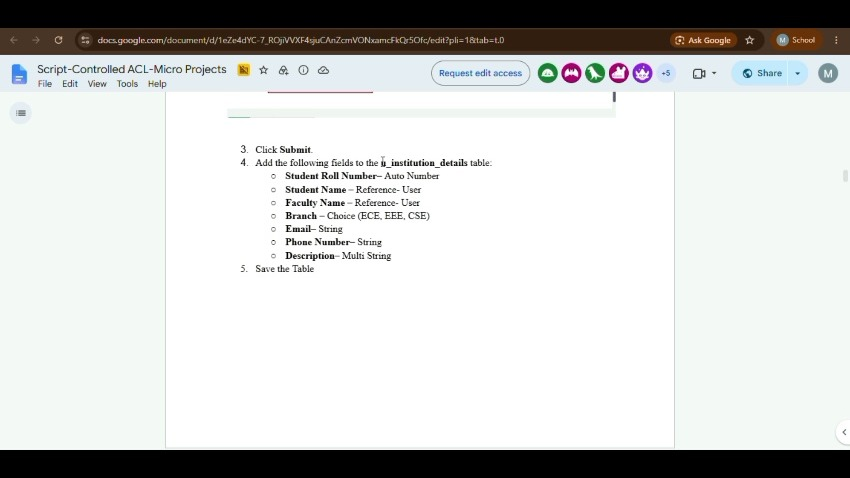 docs.google.com/document/d/1eZe4dYC-7_ROjiVVXF4sjuCAnZcmVONxamcFkQr5Ofc/edit?pli=1&tab=t.0
Ask Google
M School
Script-Controlled ACL-Micro Projects
File Edit View Tools Help
Request edit access
+5
Share
M
3. Click Submit.
4. Add the following fields to the u_institution_details table:
○ Student Roll Number– Auto Number
○ Student Name – Reference- User
○ Faculty Name – Reference- User
○ Branch – Choice (ECE, EEE, CSE)
○ Email– String
○ Phone Number– String
○ Description– Multi String
5. Save the Table